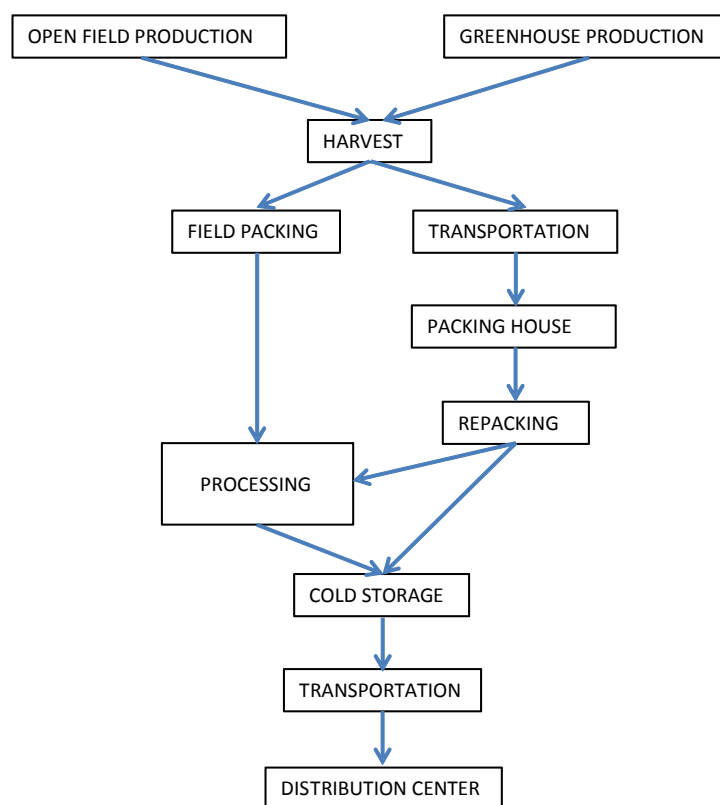 OPEN FIELD PRODUCTION
GREENHOUSE PRODUCTION
HARVEST
FIELD PACKING
TRANSPORTATION
PACKING HOUSE
REPACKING
PROCESSING
COLD STORAGE
TRANSPORTATION
DISTRIBUTION CENTER